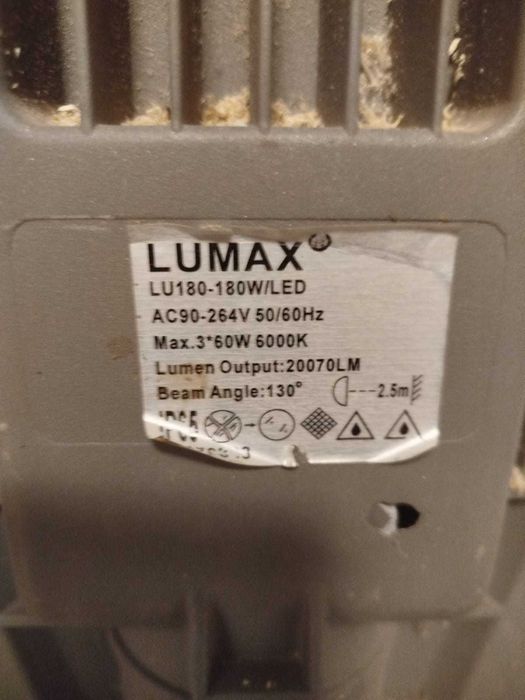 LUMAX
LU180-180W/LED
AC90-264V 50/60Hz
Max.3*60W 6000K
Lumen Output:20070LM
Beam Angle:130°
2.5m
IP65